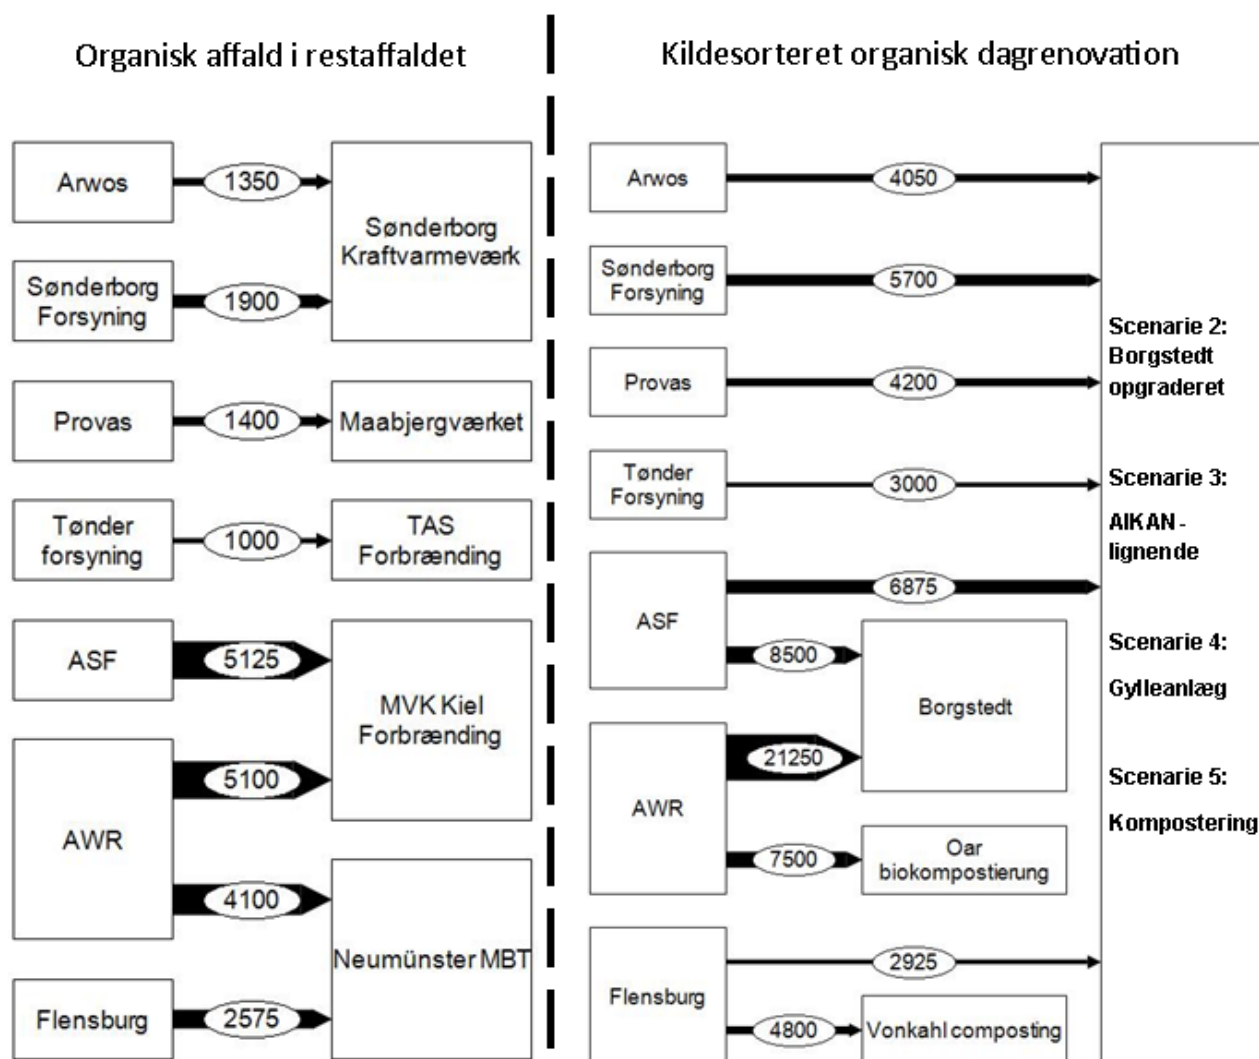 Organisk affald i restaffaldet
Arwos
1350
Sønderborg
Kraftvarmeværk
Sønderborg
Forsyning
1900
Provas
1400
Maabjergværket
Tønder
forsyning
1000
TAS
Forbrænding
ASF
5125
MVK Kiel
Forbrænding
AWR
5100
4100
Neumünster MBT
Flensburg
2575
Kildesorteret organisk dagrenovation
Arwos
4050
Sønderborg
Forsyning
5700
Provas
4200
Tønder
Forsyning
3000
ASF
6875
8500
Borgstedt
AWR
21250
7500
Oar
biokompostierung
Flensburg
2925
4800
Vonkahl composting
Scenarie 2:
Borgstedt
opgraderet
Scenarie 3:
AIKAN-
lignende
Scenarie 4:
Gylleanlæg
Scenarie 5:
Kompostering